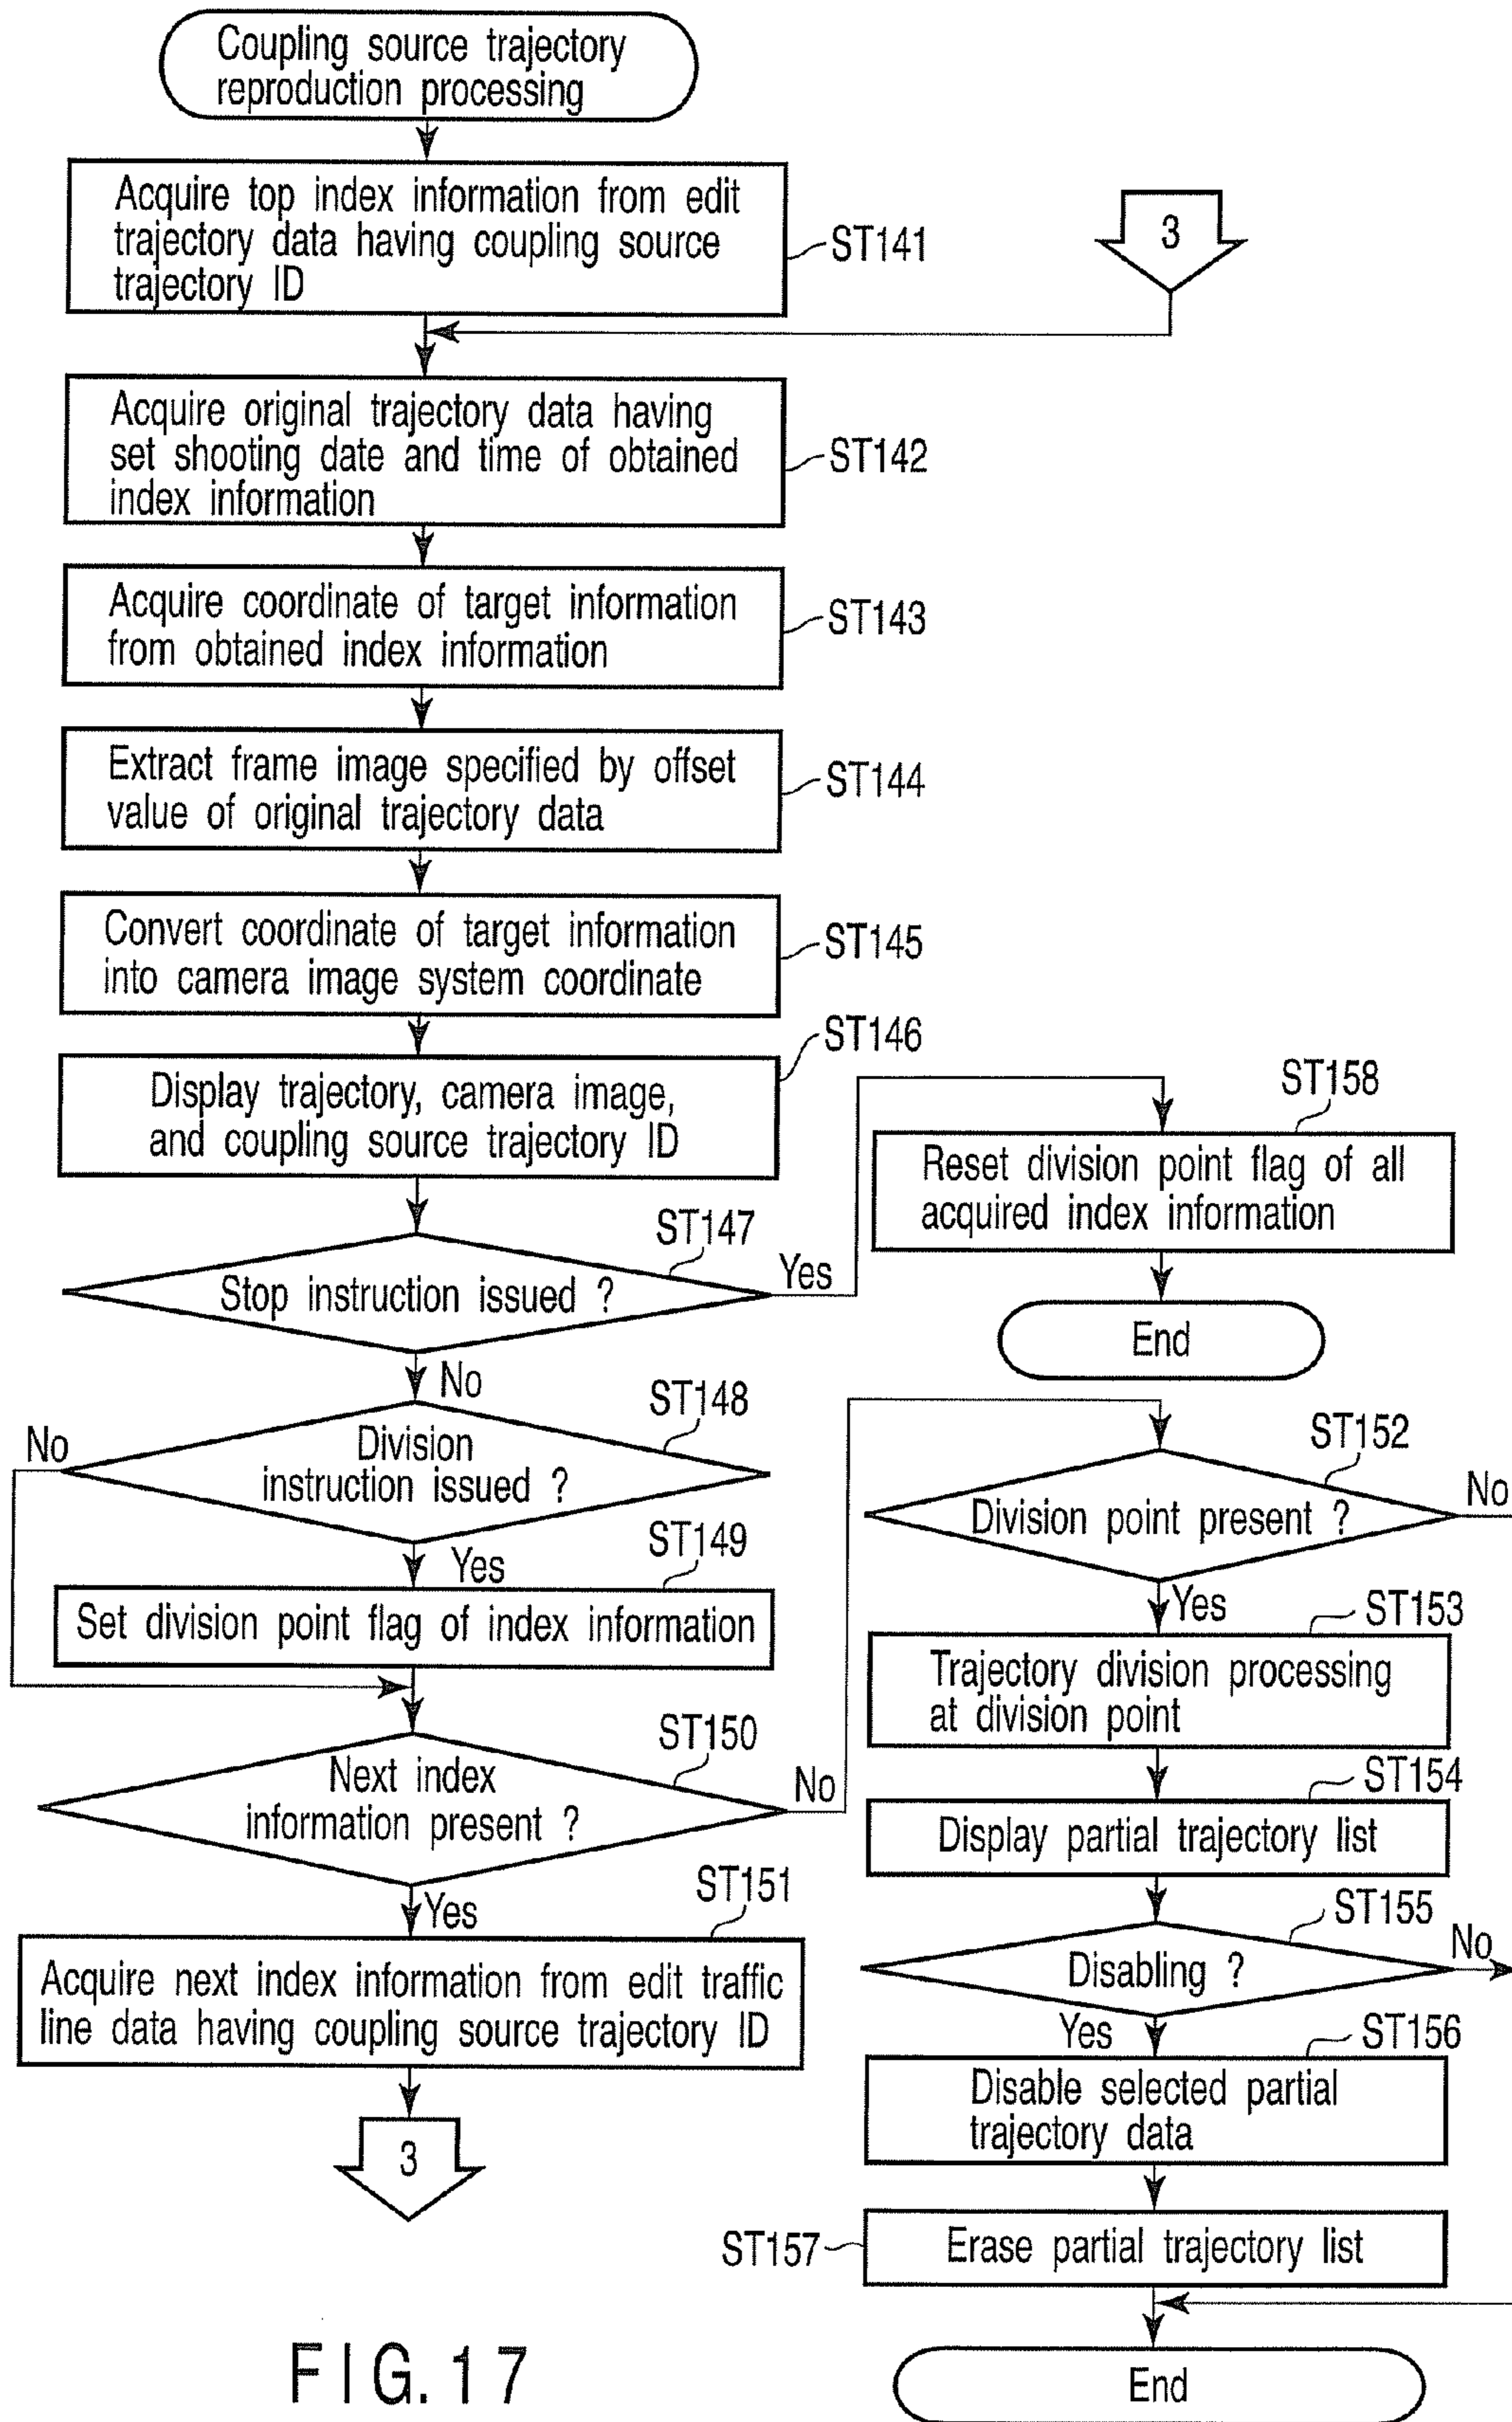 Coupling source trajectory
reproduction processing
Acquire top index information from edit
trajectory data having coupling source
trajectory ID
ST141
3
Acquire original trajectory data having
set shooting date and time of obtained
index information
ST142
Acquire coordinate of target information
from obtained index information
ST143
Extract frame image specified by offset
value of original trajectory data
ST144
Convert coordinate of target information
into camera image system coordinate
ST145
Display trajectory, camera image,
and coupling source trajectory ID
ST146
Stop instruction issued ?
ST147
Yes
No
Division
instruction issued ?
ST148
No
Yes
Set division point flag of index information
ST149
Next index
information present ?
ST150
No
Yes
Acquire next index information from edit traffic
line data having coupling source trajectory ID
ST151
3
ST158
Reset division point flag of all
acquired index information
End
ST152
Division point present ?
No
Yes
ST153
Trajectory division processing
at division point
ST154
Display partial trajectory list
ST155
Disabling ?
No
Yes
ST156
Disable selected partial
trajectory data
ST157
Erase partial trajectory list
End
FIG. 17